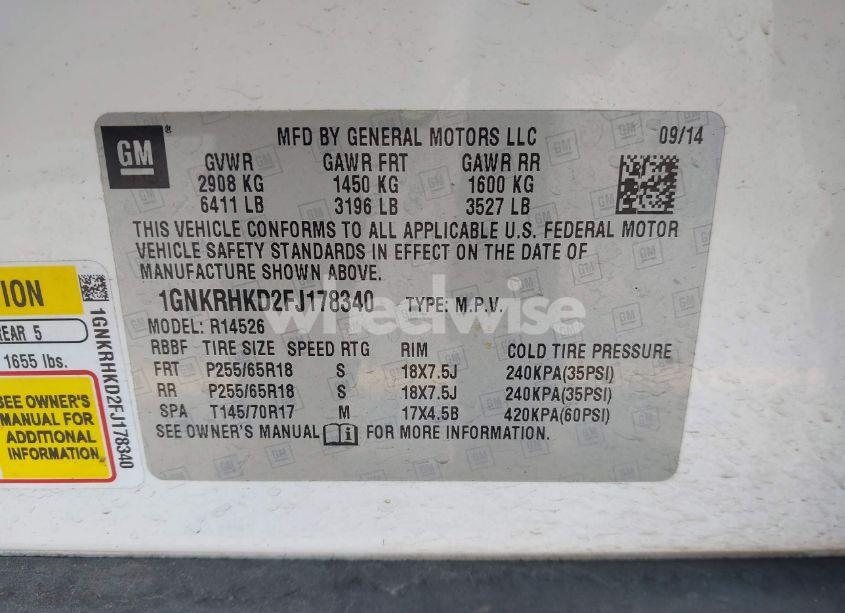 GM
MFD BY GENERAL MOTORS LLC 09/14
GVWR GAWR FRT GAWR RR
2908 KG 1450 KG 1600 KG
6411 LB 3196 LB 3527 LB
THIS VEHICLE CONFORMS TO ALL APPLICABLE U.S. FEDERAL MOTOR
VEHICLE SAFETY STANDARDS IN EFFECT ON THE DATE OF
MANUFACTURE SHOWN ABOVE.
1GNKRHKD2FJ178340 TYPE: M.P.V.
MODEL: R14526
RBBF TIRE SIZE SPEED RTG RIM COLD TIRE PRESSURE
FRT P255/65R18 S 18X7.5J 240KPA(35PSI)
RR P255/65R18 S 18X7.5J 240KPA(35PSI)
SPA T145/70R17 M 17X4.5B 420KPA(60PSI)
SEE OWNER'S MANUAL FOR MORE INFORMATION.
REAR 5
1655 lbs.
SEE OWNER'S
MANUAL FOR
ADDITIONAL
INFORMATION
1GNKRHKD2FJ178340
wheelwise